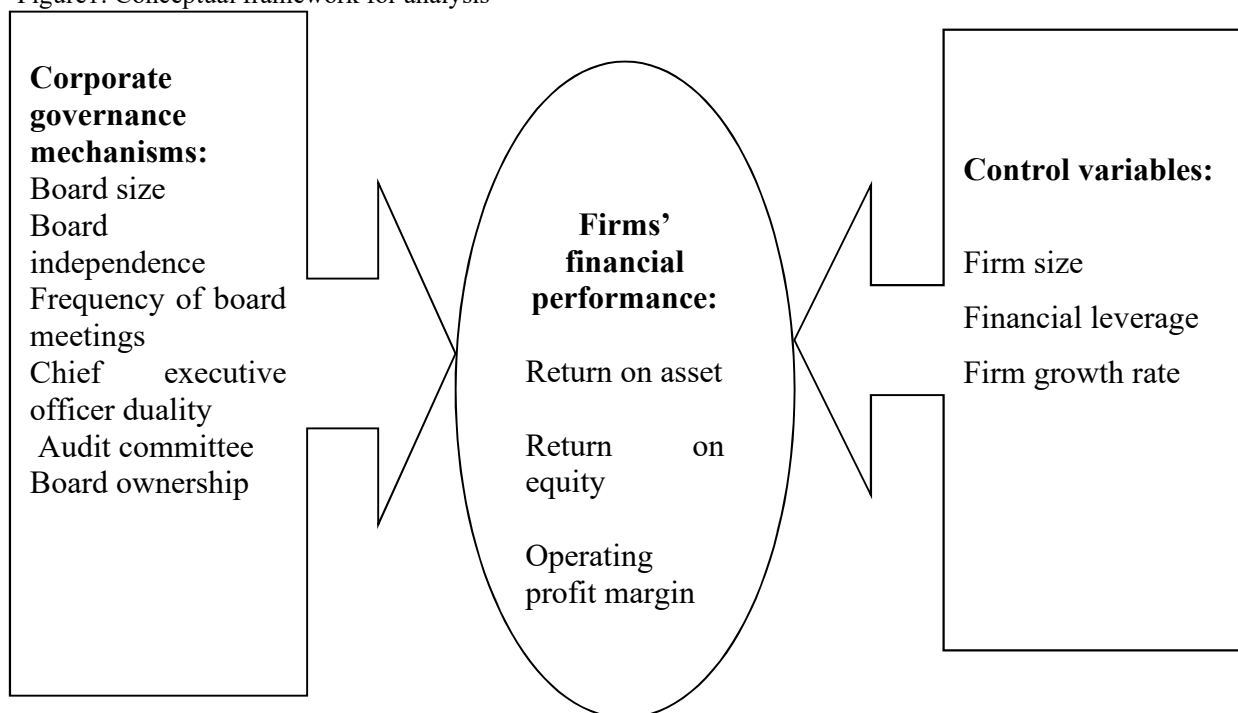 Figure1: Conceptual framework for analysis
Corporate
governance
mechanisms:
Board size
Board
independence
Frequency of board
meetings
Chief executive
officer duality
Audit committee
Board ownership
Firms’
financial
performance:
Return on asset
Return on
equity
Operating
profit margin
Control variables:
Firm size
Financial leverage
Firm growth rate